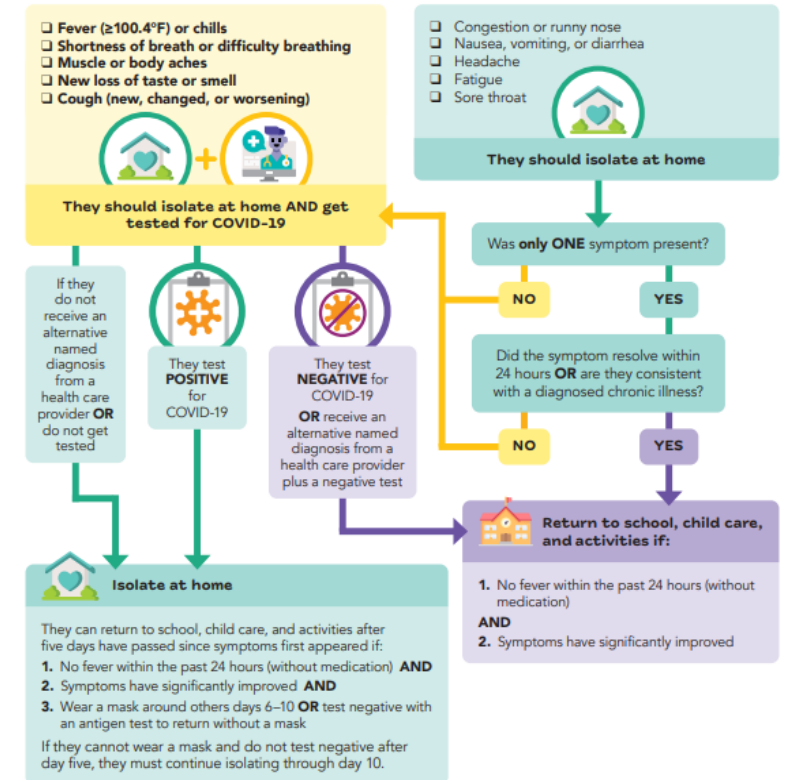 ❑ Fever (≥100.4°F) or chills
❑ Shortness of breath or difficulty breathing
❑ Muscle or body aches
❑ New loss of taste or smell
❑ Cough (new, changed, or worsening)
They should isolate at home AND get
tested for COVID-19
❑ Congestion or runny nose
❑ Nausea, vomiting, or diarrhea
❑ Headache
❑ Fatigue
❑ Sore throat
They should isolate at home
Was only ONE symptom present?
NO
YES
Did the symptom resolve within
24 hours OR are they consistent
with a diagnosed chronic illness?
NO
YES
If they
do not
receive an
alternative
named
diagnosis
from a
health care
provider OR
do not get
tested
They test
POSITIVE
for
COVID-19
They test
NEGATIVE for
COVID-19
OR receive an
alternative named
diagnosis from a
health care provider
plus a negative test
Return to school, child care,
and activities if:
1. No fever within the past 24 hours (without
medication)
AND
2. Symptoms have significantly improved
Isolate at home
They can return to school, child care, and activities after
five days have passed since symptoms first appeared if:
1. No fever within the past 24 hours (without medication) AND
2. Symptoms have significantly improved AND
3. Wear a mask around others days 6–10 OR test negative with
an antigen test to return without a mask
If they cannot wear a mask and do not test negative after
day five, they must continue isolating through day 10.